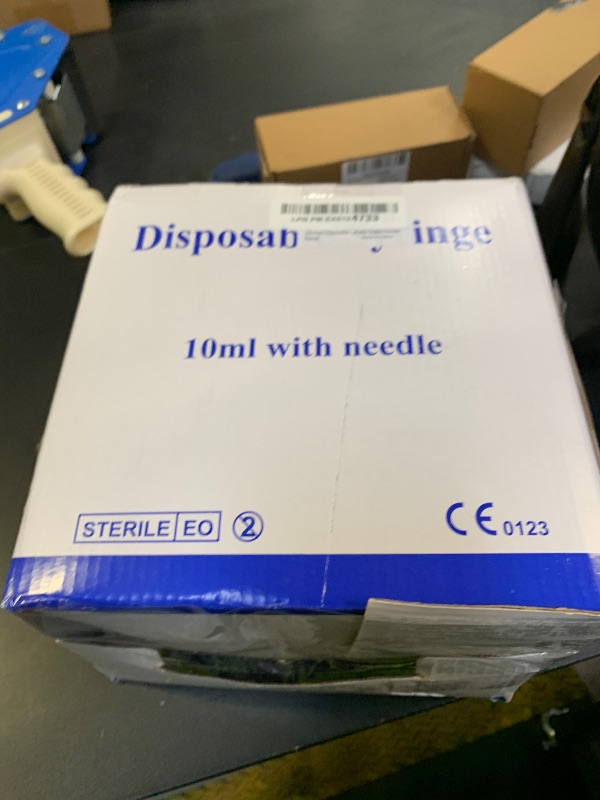 Disposab y inge
10ml with needle
STERILE EO 2
CE 0123